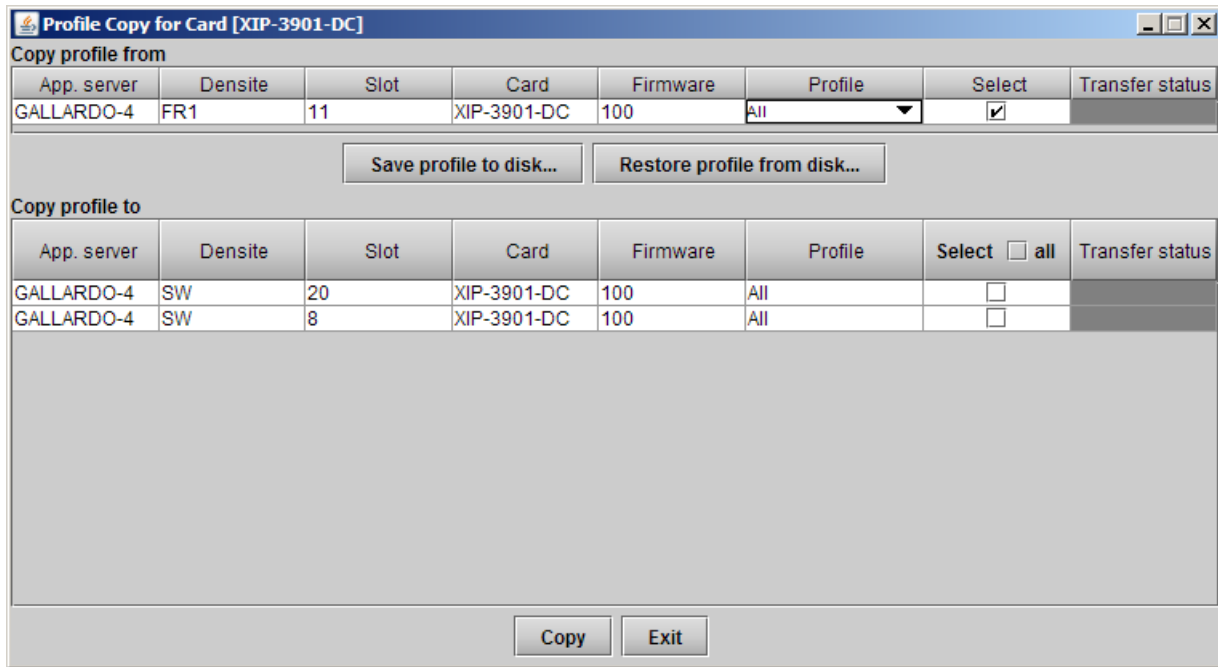 Profile Copy for Card [XIP-3901-DC]
Copy profile from
App. server Densite Slot Card Firmware Profile Select Transfer status
GALLARDO-4 FR1 11 XIP-3901-DC 100 All
Save profile to disk... Restore profile from disk...
Copy profile to
App. server Densite Slot Card Firmware Profile Select all Transfer status
GALLARDO-4 SW 20 XIP-3901-DC 100 All
GALLARDO-4 SW 8 XIP-3901-DC 100 All
Copy Exit